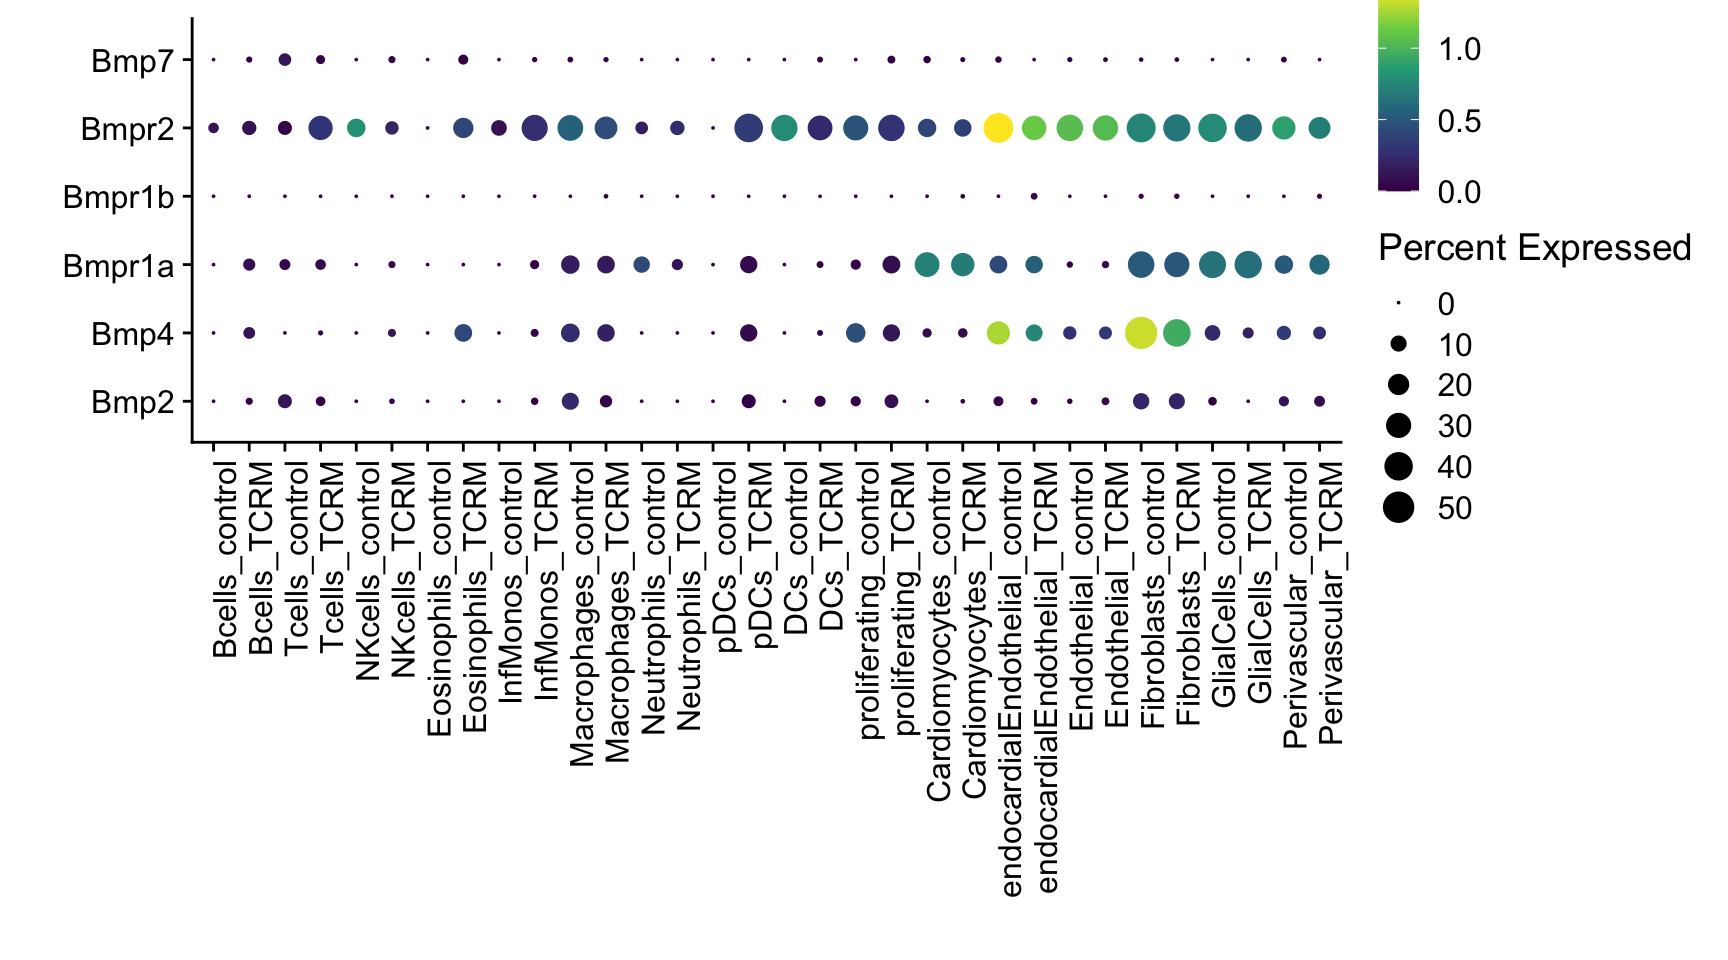 Bmp7
Bmpr2
Bmpr1b
Bmpr1a
Bmp4
Bmp2
Bcells_control
Bcells_TCRM
Tcells_control
Tcells_TCRM
NKcells_control
NKcells_TCRM
Eosinophils_control
Eosinophils_TCRM
InfMonos_control
InfMonos_TCRM
Macrophages_control
Macrophages_TCRM
Neutrophils_control
Neutrophils_TCRM
pDCs_control
pDCs_TCRM
DCs_control
DCs_TCRM
proliferating_control
proliferating_TCRM
Cardiomyocytes_control
Cardiomyocytes_TCRM
endocardialEndothelial_control
endocardialEndothelial_TCRM
Endothelial_control
Endothelial_TCRM
Fibroblasts_control
Fibroblasts_TCRM
GlialCells_control
GlialCells_TCRM
Perivascular_control
Perivascular_TCRM
1.0
0.5
0.0
Percent Expressed
0
10
20
30
40
50